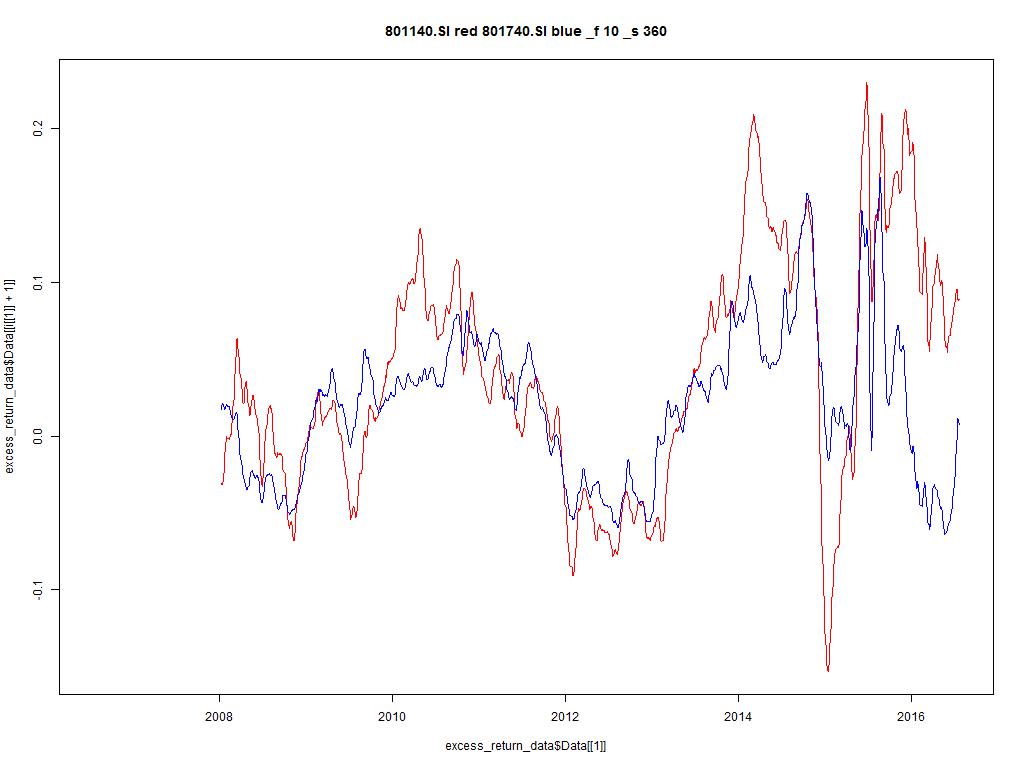 801140.SI red 801740.SI blue _f 10 _s 360
excess_return_data$Data[[i[1]] + 1]]
0.2
0.1
0.0
-0.1
2008 2010 2012 2014 2016
excess_return_data$Data[[1]]